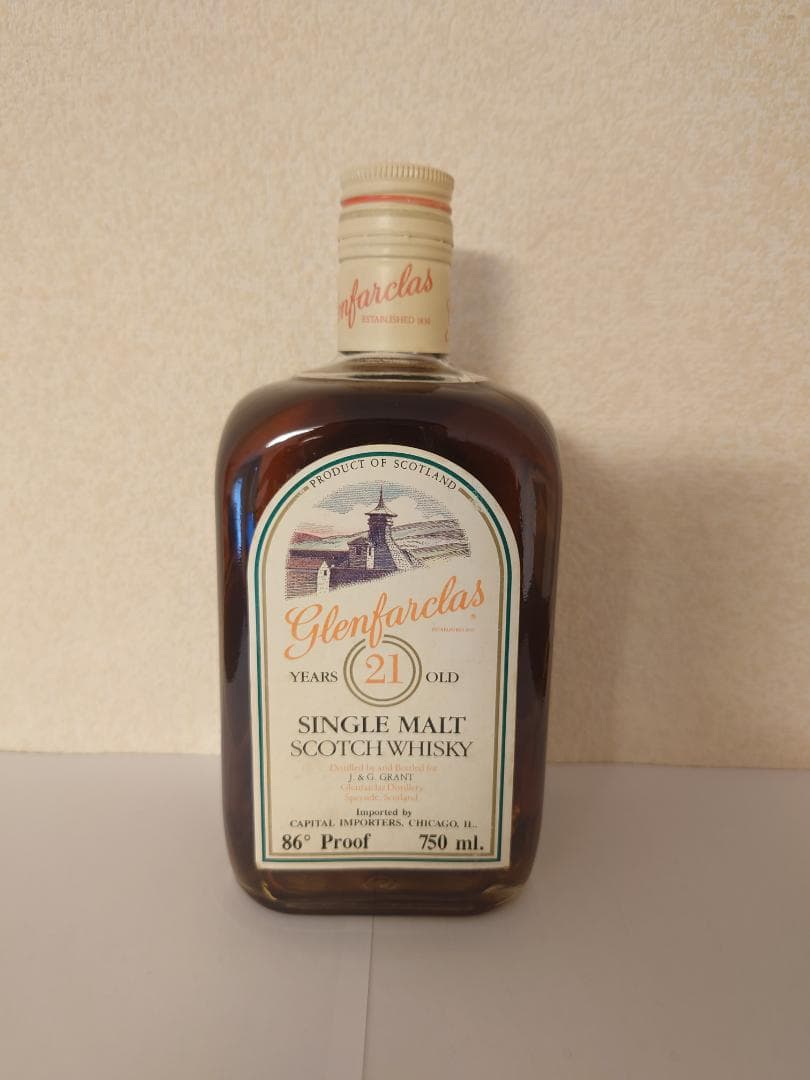 nfarclas
ESTABLISHED 1836
PRODUCT OF SCOTLAND
Glenfarclas
YEARS 21 OLD
SINGLE MALT
SCOTCH WHISKY
Distilled by and Bottled for
J. & G. GRANT
Glenfarclas Distillery,
Speyside, Scotland
Imported by
CAPITAL IMPORTERS, CHICAGO, IL.
86° Proof 750 ml.